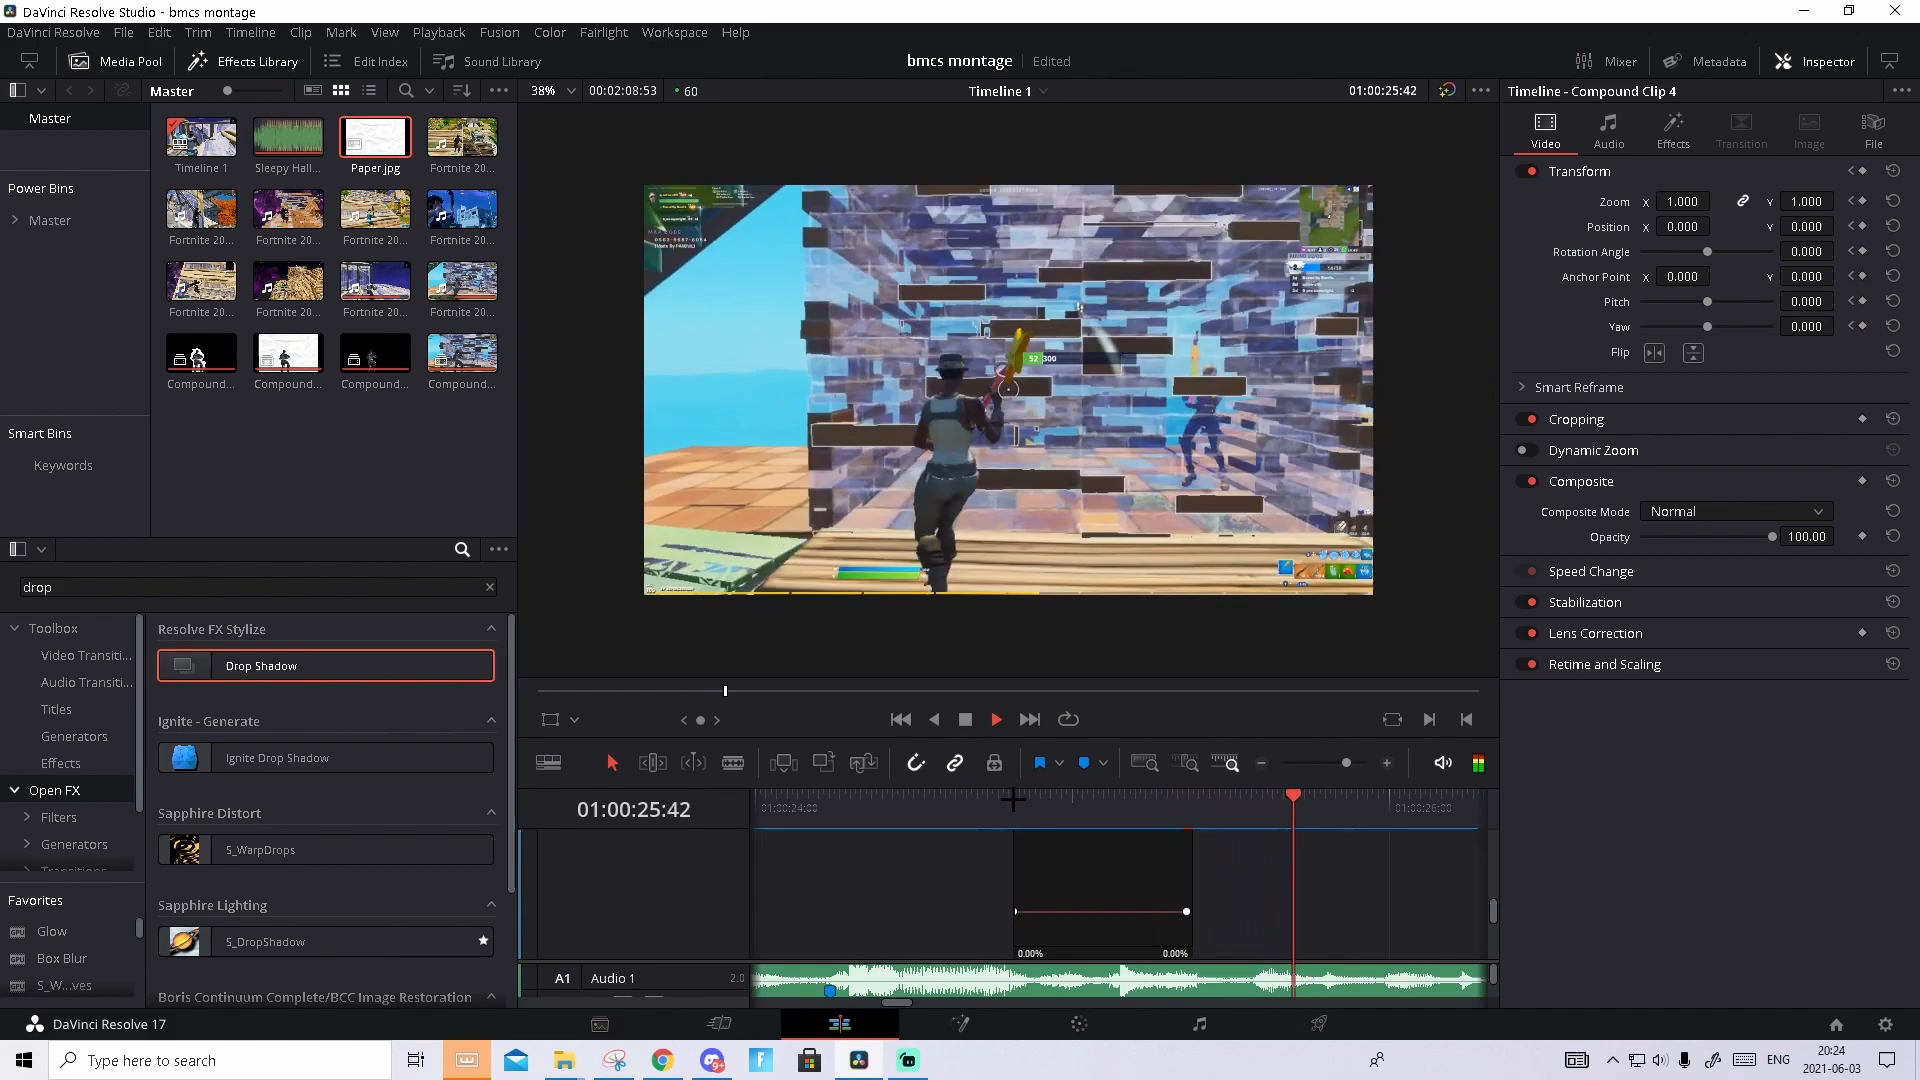 DaVinci Resolve Studio - bmcs montage
DaVinci Resolve File Edit Trim Timeline Clip Mark View Playback Fusion Color Fairlight Workspace Help
Media Pool Effects Library Edit Index Sound Library bmcs montage Edited Mixer Metadata Inspector
Master 38% 00:02:08:53 60 Timeline 1 01:00:25:42 Timeline - Compound Clip 4
Master
Video Audio Effects Transition Image File
Timeline 1 Sleepy Hall... Paper.jpg Fortnite 20...
Power Bins
Master
Fortnite 20... Fortnite 20... Fortnite 20... Fortnite 20...
Fortnite 20... Fortnite 20... Fortnite 20... Fortnite 20...
Compound... Compound... Compound... Compound...
Smart Bins
Keywords
52 300
Transform
Zoom X 1.000 Y 1.000
Position X 0.000 Y 0.000
Rotation Angle 0.000
Anchor Point X 0.000 Y 0.000
Pitch 0.000
Yaw 0.000
Flip
Smart Reframe
Cropping
Dynamic Zoom
Composite
Composite Mode Normal
Opacity 100.00
Speed Change
Stabilization
Lens Correction
Retime and Scaling
drop
Toolbox
Video Transiti...
Audio Transiti...
Titles
Generators
Effects
Open FX
Filters
Generators
Transitions
Favorites
Glow
Box Blur
S_W...ves
Resolve FX Stylize
Drop Shadow
Ignite - Generate
Ignite Drop Shadow
Sapphire Distort
S_WarpDrops
Sapphire Lighting
S_DropShadow
Boris Continuum Complete/BCC Image Restoration
01:00:25:42
01:00:24:00 01:00:26:00
0.00% 0.00%
A1 Audio 1 2.0
DaVinci Resolve 17
Type here to search
9+
ENG
20:24
2021-06-03